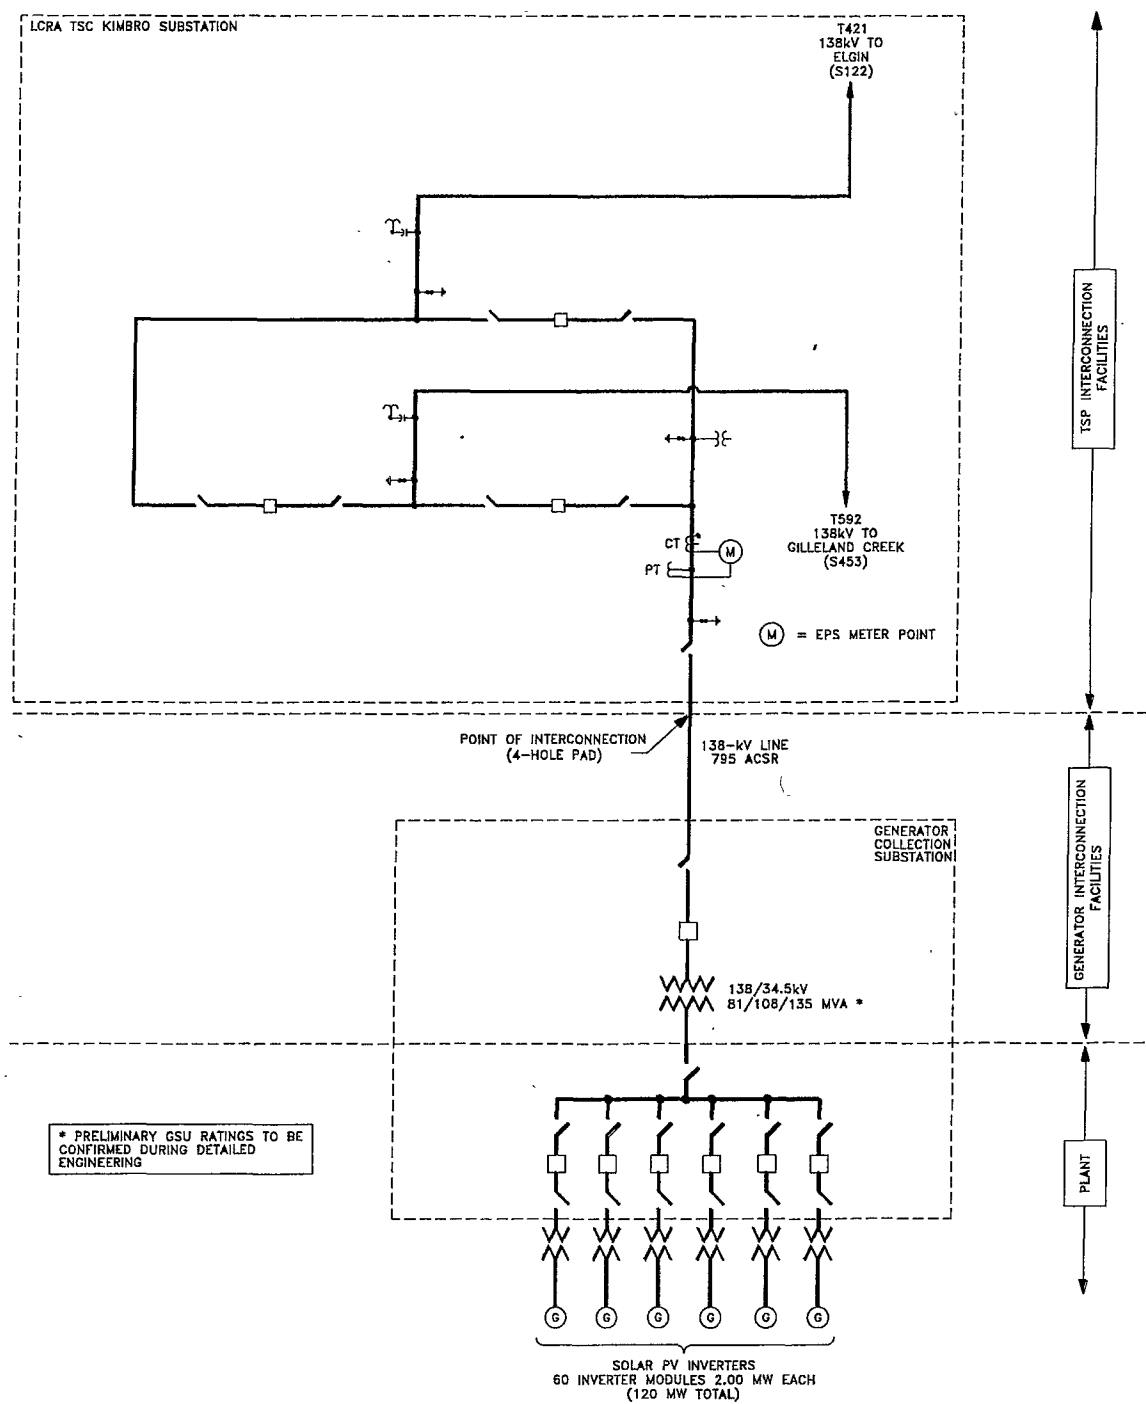 LCRA TSC KIMBRO SUBSTATION
T421
138kV TO
ELGIN
(S122)
TSP INTERCONNECTION
FACILITIES
T592
138kV TO
GILLELAND CREEK
(S453)
CT
M
PT
M = EPS METER POINT
POINT OF INTERCONNECTION
(4-HOLE PAD)
138-kV LINE
795 ACSR
GENERATOR
COLLECTION
SUBSTATION
GENERATOR INTERCONNECTION
FACILITIES
138/34.5kV
81/108/135 MVA *
* PRELIMINARY GSU RATINGS TO BE
CONFIRMED DURING DETAILED
ENGINEERING
PLANT
G G G G G G
SOLAR PV INVERTERS
60 INVERTER MODULES 2.00 MW EACH
(120 MW TOTAL)